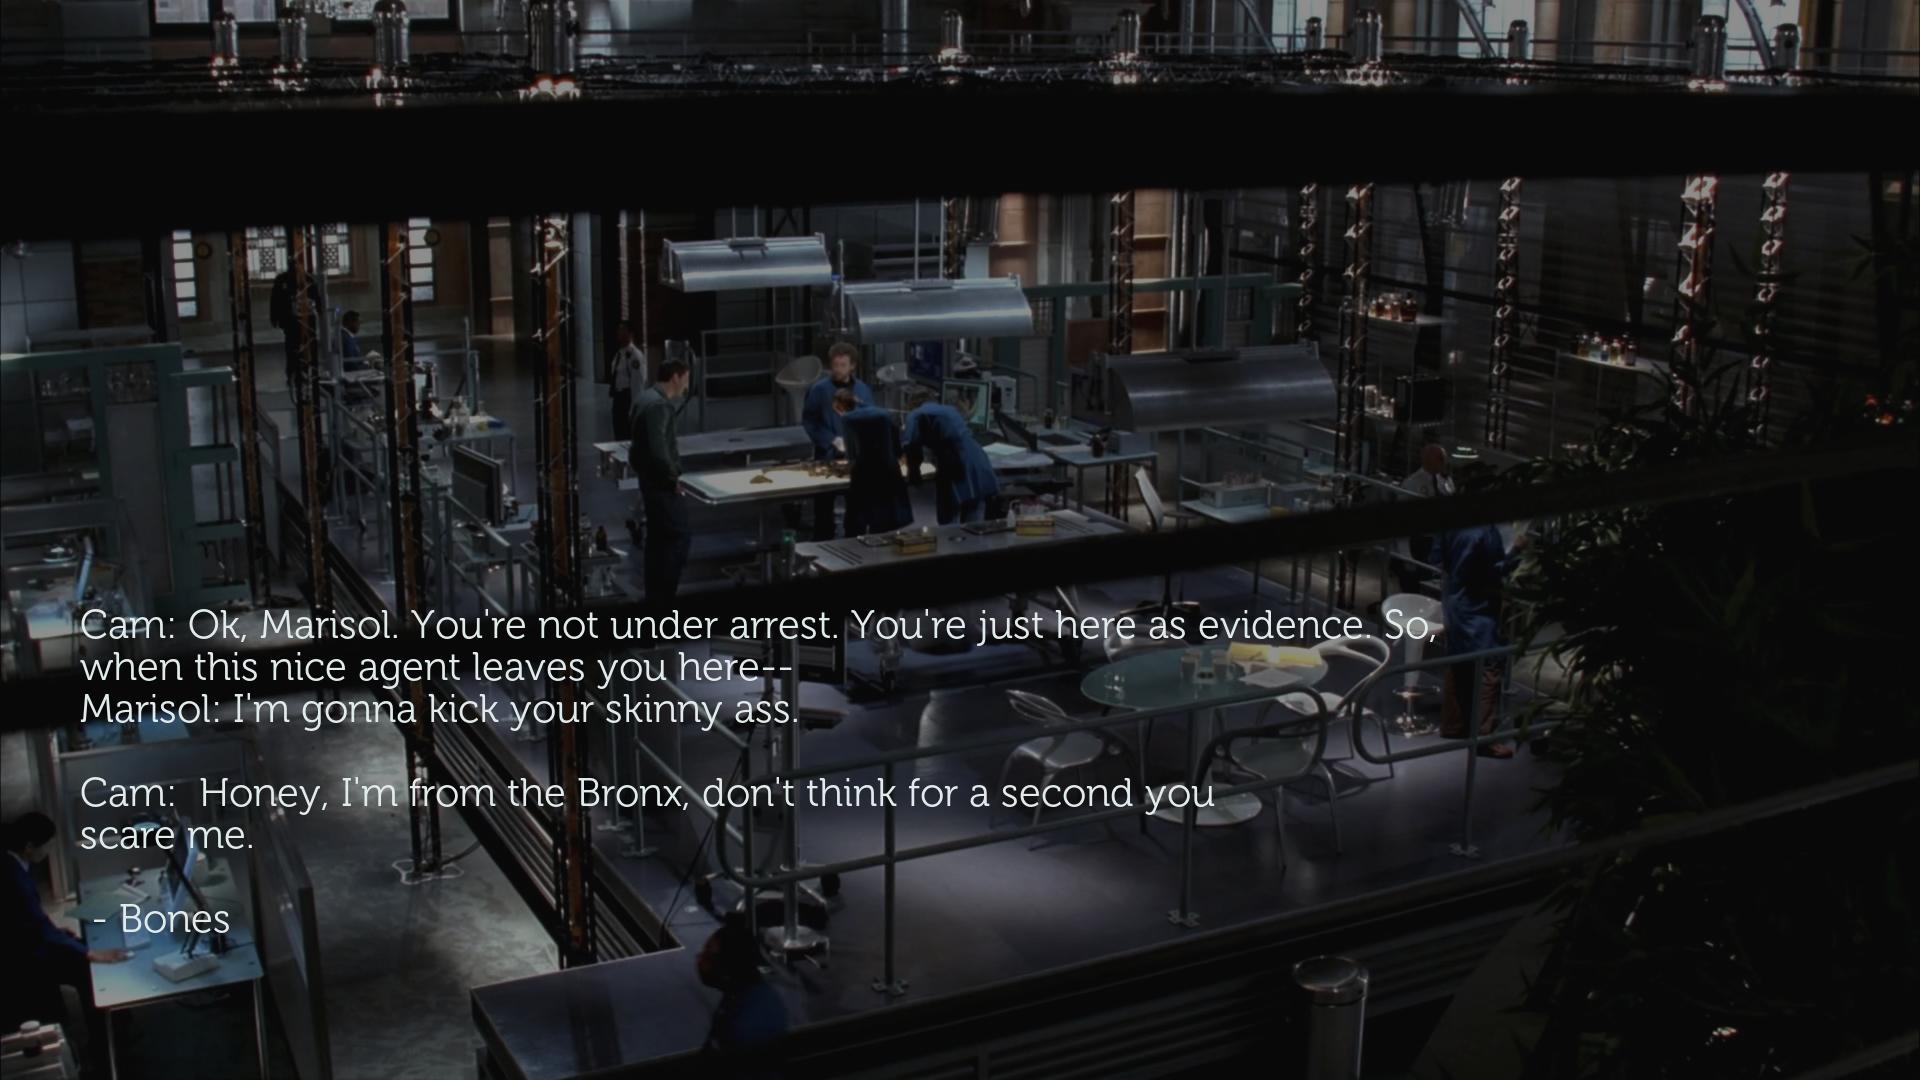 Cam: Ok, Marisol. You're not under arrest. You're just here as evidence. So,
when this nice agent leaves you here--
Marisol: I'm gonna kick your skinny ass.
Cam:  Honey, I'm from the Bronx, don't think for a second you
scare me.
- Bones